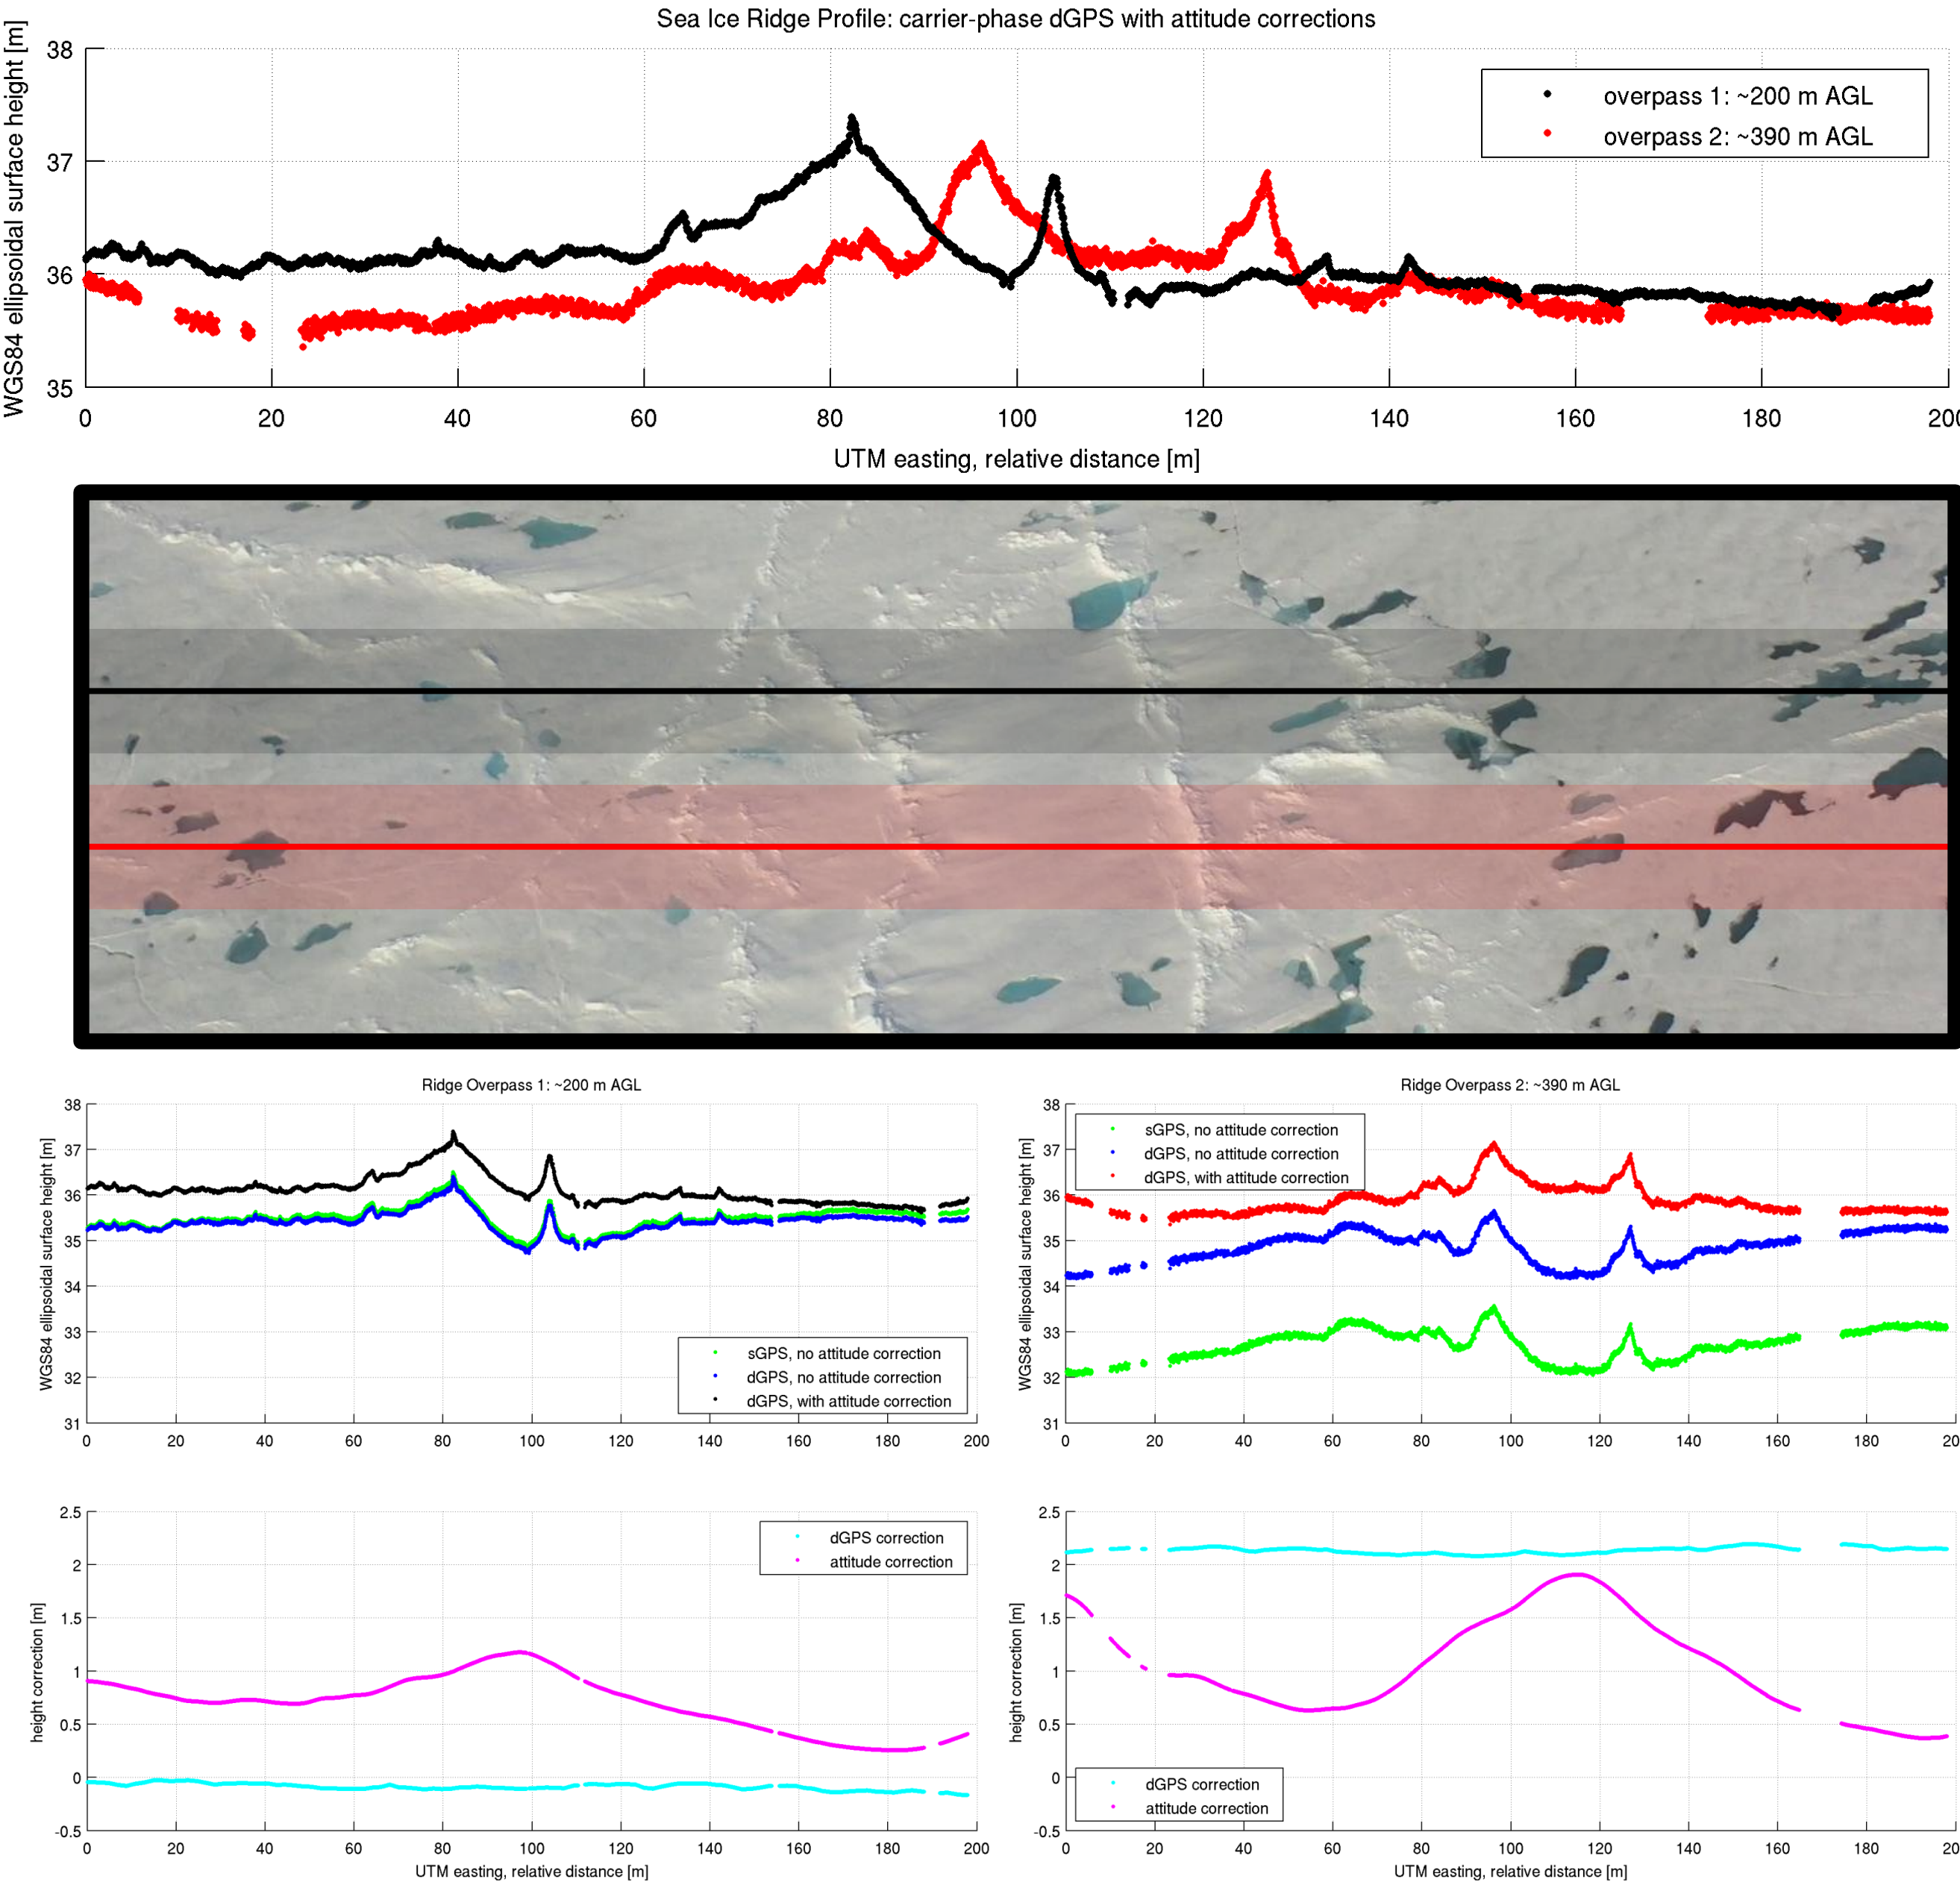 Sea Ice Ridge Profile: carrier-phase dGPS with attitude corrections
WGS84 ellipsoidal surface height [m]
38
37
36
35
overpass 1: ~200 m AGL
overpass 2: ~390 m AGL
0 20 40 60 80 100 120 140 160 180 200
UTM easting, relative distance [m]
Ridge Overpass 1: ~200 m AGL
WGS84 ellipsoidal surface height [m]
38
37
36
35
34
33
32
31
sGPS, no attitude correction
dGPS, no attitude correction
dGPS, with attitude correction
0 20 40 60 80 100 120 140 160 180 200
Ridge Overpass 2: ~390 m AGL
WGS84 ellipsoidal surface height [m]
38
37
36
35
34
33
32
31
sGPS, no attitude correction
dGPS, no attitude correction
dGPS, with attitude correction
0 20 40 60 80 100 120 140 160 180 20
height correction [m]
2.5
2
1.5
1
0.5
0
-0.5
dGPS correction
attitude correction
0 20 40 60 80 100 120 140 160 180 200
UTM easting, relative distance [m]
height correction [m]
2.5
2
1.5
1
0.5
0
-0.5
dGPS correction
attitude correction
0 20 40 60 80 100 120 140 160 180 20
UTM easting, relative distance [m]